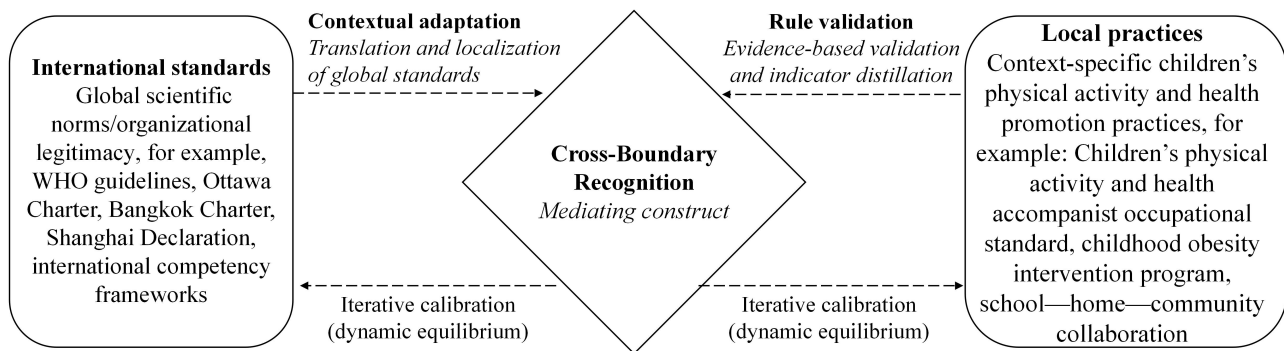 International standards
Global scientific
norms/organizational
legitimacy, for example,
WHO guidelines, Ottawa
Charter, Bangkok Charter,
Shanghai Declaration,
international competency
frameworks
Contextual adaptation
Translation and localization
of global standards
Cross-Boundary
Recognition
Mediating construct
Iterative calibration
(dynamic equilibrium)
Rule validation
Evidence-based validation
and indicator distillation
Iterative calibration
(dynamic equilibrium)
Local practices
Context-specific children’s
physical activity and health
promotion practices, for
example: Children’s physical
activity and health
accompanist occupational
standard, childhood obesity
intervention program,
school—home—community
collaboration